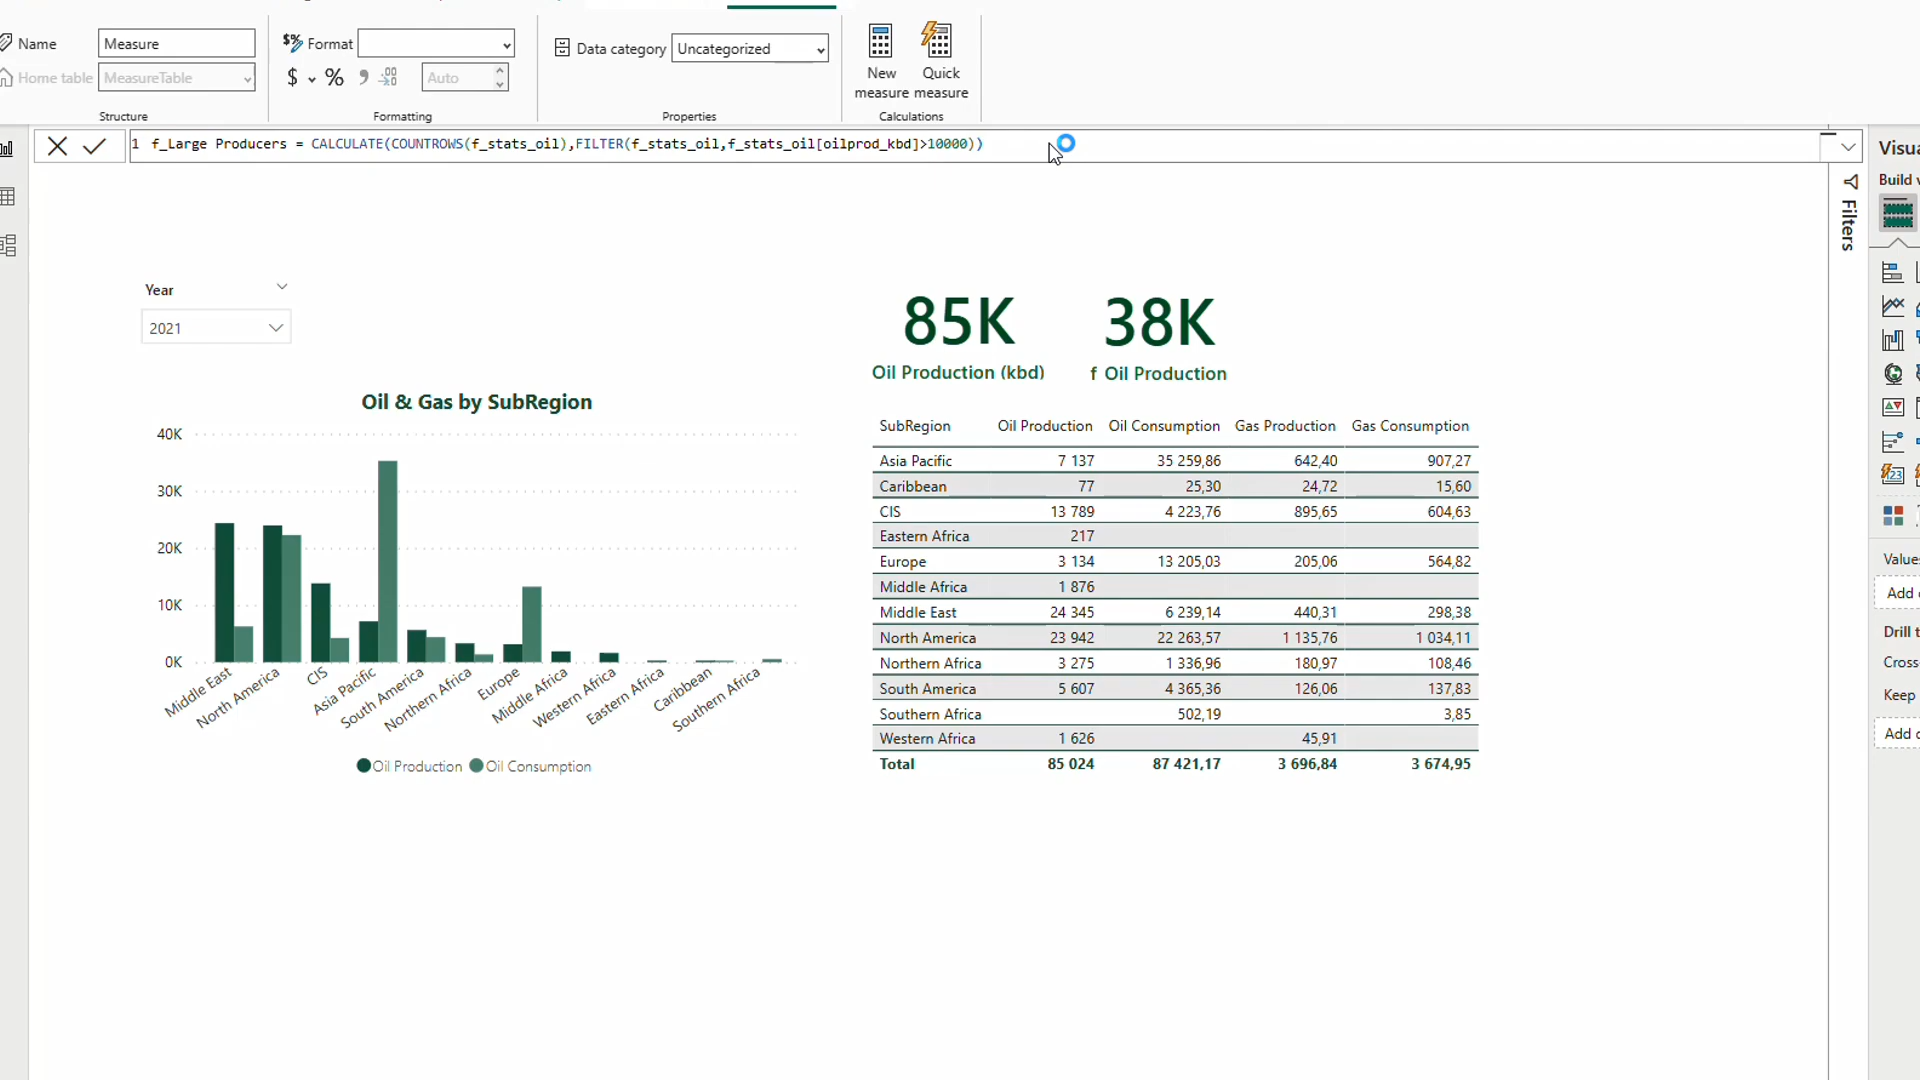 Name
Measure
Format
Data category
Uncategorized
New
measure
Quick
measure
Home table
MeasureTable
$
%
Auto
Structure
Formatting
Properties
Calculations
1 f_Large Producers = CALCULATE(COUNTROWS(f_stats_oil),FILTER(f_stats_oil,f_stats_oil[oilprod_kbd]>10000))
Filters
Build
Year
2021
85K
Oil Production (kbd)
38K
f Oil Production
Oil & Gas by SubRegion
40K
30K
20K
10K
0K
Middle East
North America
CIS
Asia Pacific
South America
Northern Africa
Europe
Middle Africa
Western Africa
Eastern Africa
Caribbean
Southern Africa
Oil Production Oil Consumption
SubRegion Oil Production Oil Consumption Gas Production Gas Consumption
Asia Pacific 7 137 35 259,86 642,40 907,27
Caribbean 77 25,30 24,72 15,60
CIS 13 789 4 223,76 895,65 604,63
Eastern Africa 217
Europe 3 134 13 205,03 205,06 564,82
Middle Africa 1 876
Middle East 24 345 6 239,14 440,31 298,38
North America 23 942 22 263,57 1 135,76 1 034,11
Northern Africa 3 275 1 336,96 180,97 108,46
South America 5 607 4 365,36 126,06 137,83
Southern Africa 502,19 3,85
Western Africa 1 626 45,91
Total 85 024 87 421,17 3 696,84 3 674,95
123
Values
Add
Drill
Cross
Keep
Add